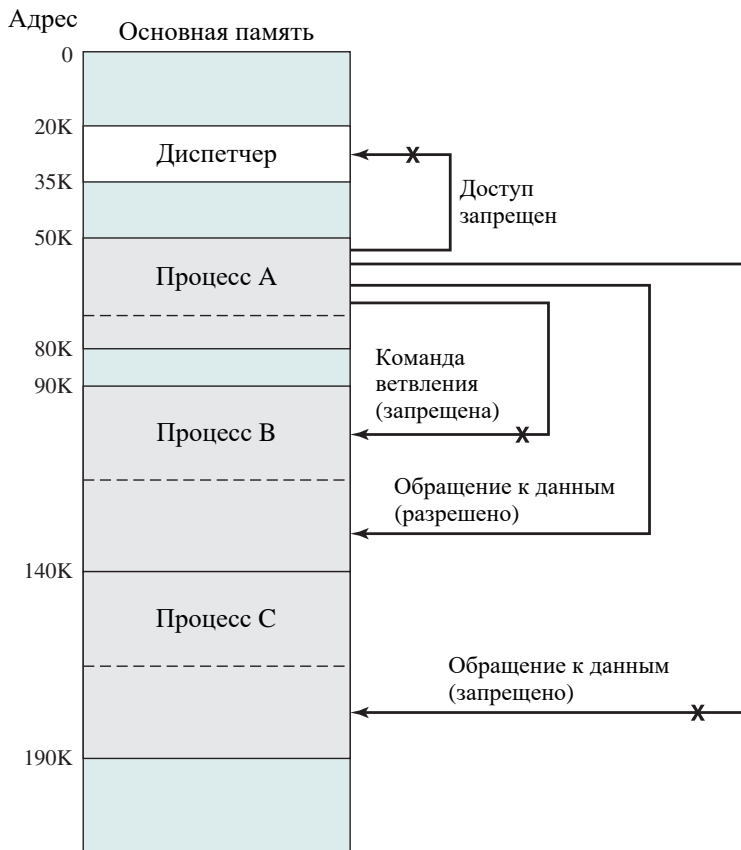 Адрес
Основная память
0
20K
Диспетчер
35K
Доступ
запрещен
50K
Процесс A
80K
Команда
ветвления
(запрещена)
90K
Процесс B
Обращение к данным
(разрешено)
140K
Процесс C
Обращение к данным
(запрещено)
190K